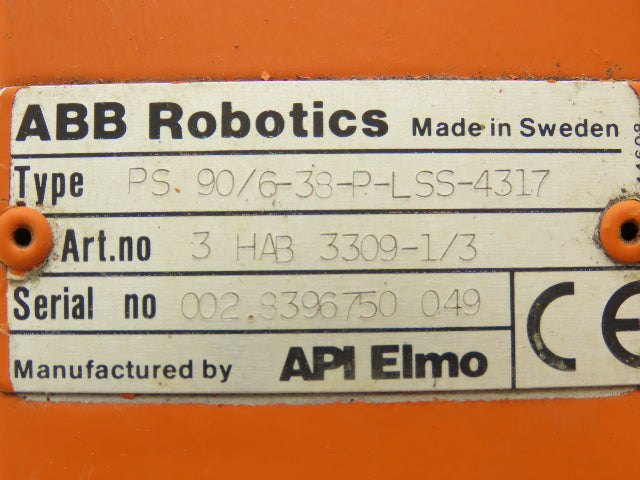 ABB Robotics Made in Sweden
Type PS 90/6-38-P-LSS-4317
Art.no 3 HAB 3309-1/3
Serial no 002.8396750 049
Manufactured by API Elmo
CE